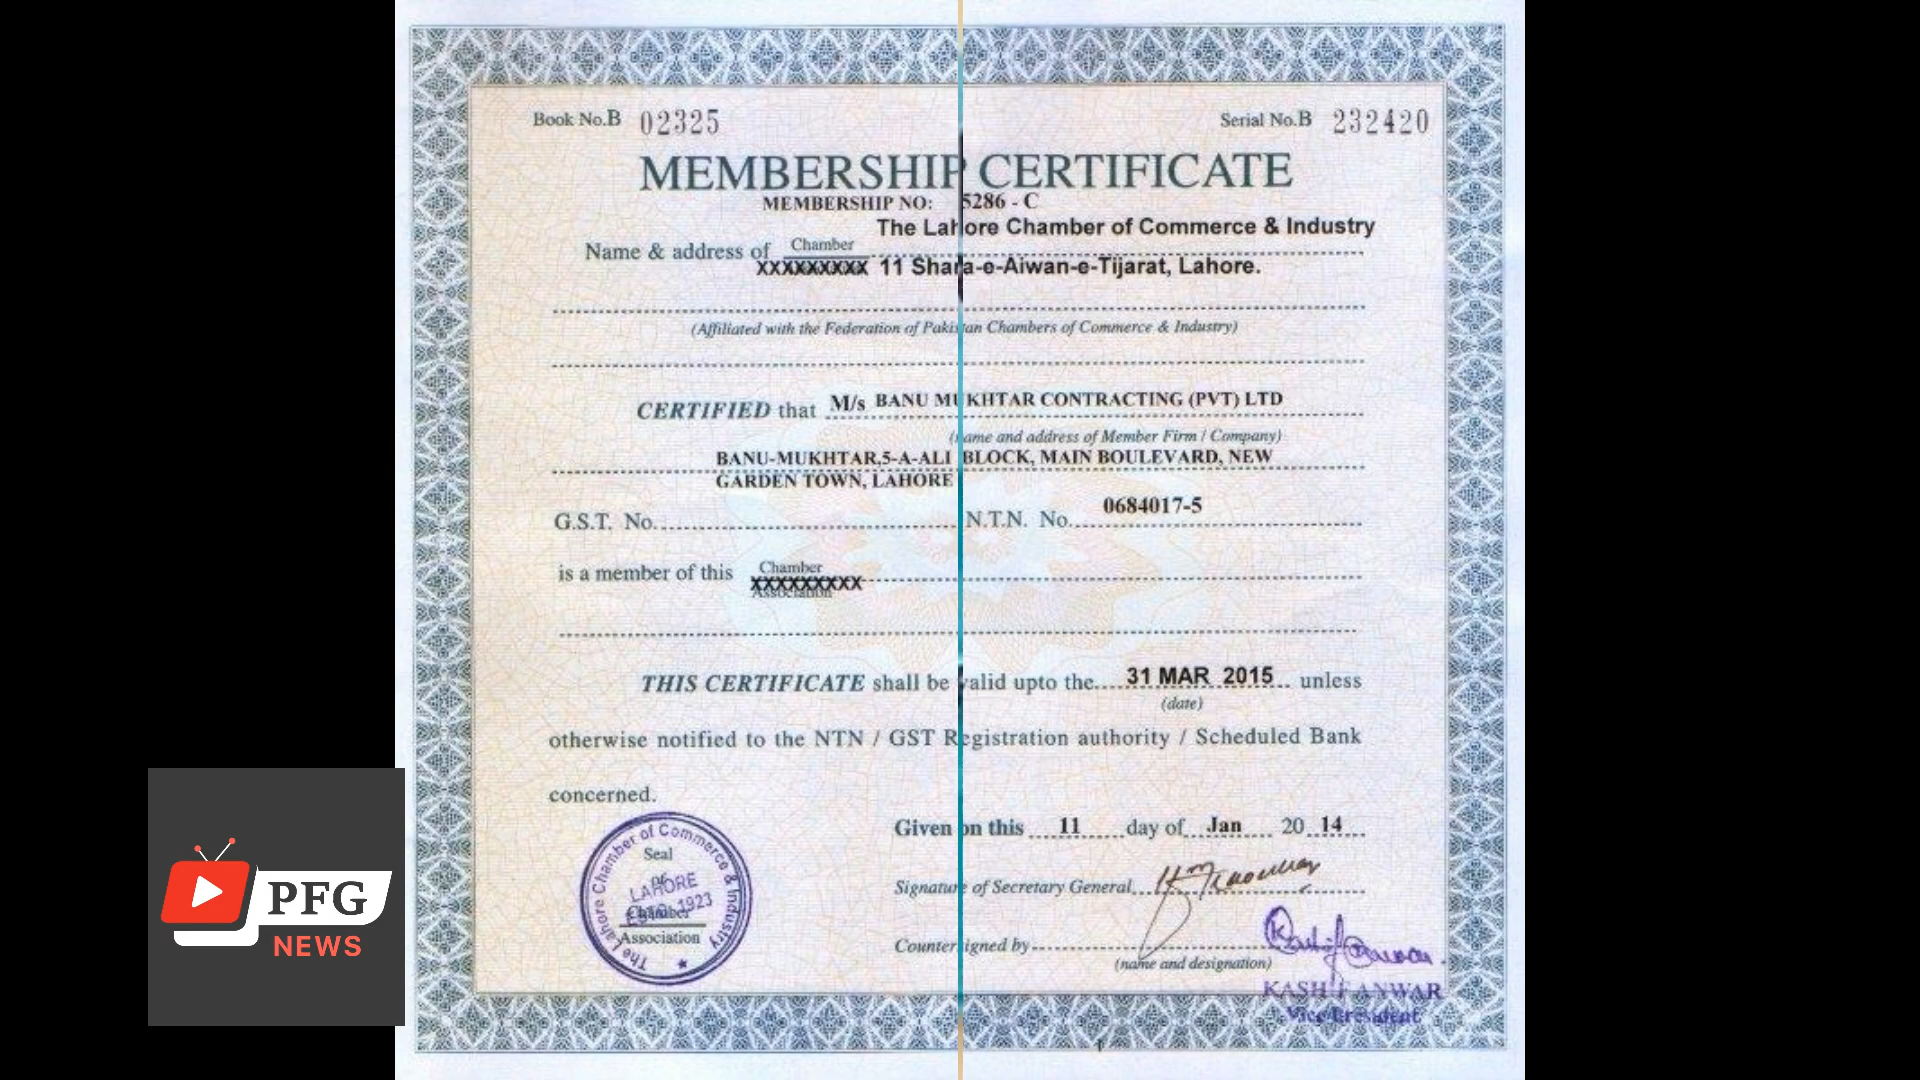 Book No.B 02325 Serial No.B 232420
MEMBERSHIP CERTIFICATE
MEMBERSHIP NO: 5286 - C
The Lahore Chamber of Commerce & Industry
Name & address of Chamber
XXXXXXXXX 11 Shara-e-Aiwan-e-Tijarat, Lahore.
(Affiliated with the Federation of Pakistan Chambers of Commerce & Industry)
CERTIFIED that M/s BANU MUKHTAR CONTRACTING (PVT) LTD
(name and address of Member Firm / Company)
BANU-MUKHTAR,5-A-ALI BLOCK, MAIN BOULEVARD, NEW
GARDEN TOWN, LAHORE
G.S.T. No. N.T.N. No. 0684017-5
is a member of this Chamber
XXXXXXXXX
Association
THIS CERTIFICATE shall be valid upto the 31 MAR 2015 unless
(date)
otherwise notified to the NTN / GST Registration authority / Scheduled Bank
concerned.
Given on this 11 day of Jan 20 14
The Lahore Chamber of Commerce & Industry
Seal
of
LAHORE
ESTD. 1923
Chamber
Association
Signature of Secretary General
Countersigned by
(name and designation)
KASHIF ANWAR
Vice President
PFG
NEWS